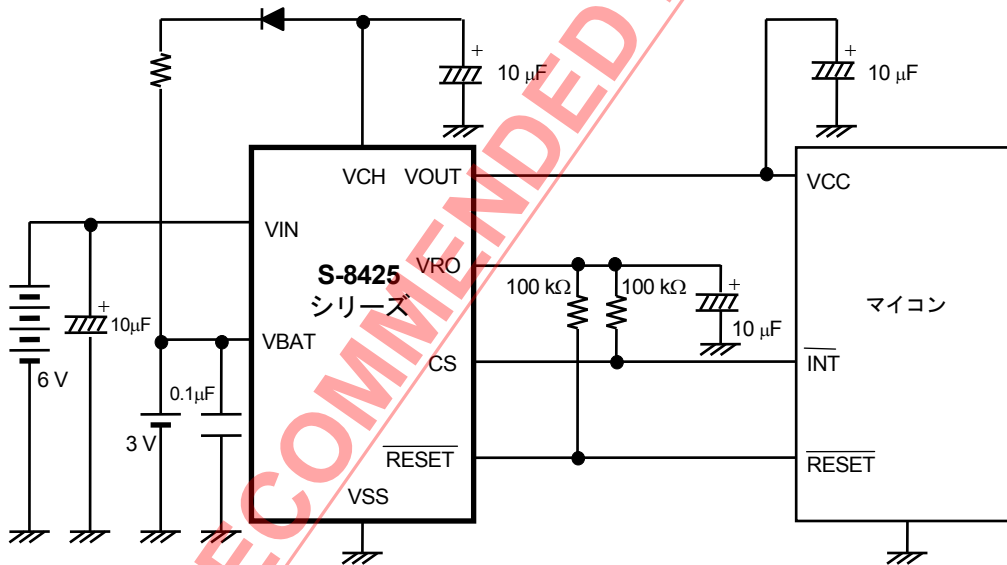 +
10 μF
+
10 μF
VCH
VOUT
VCC
VIN
S-8425
シリーズ
VRO
100 kΩ
100 kΩ
+
10 μF
マイコン
+
10μF
VBAT
CS
INT
6 V
0.1μF
3 V
RESET
RESET
VSS
RECOMMENDED